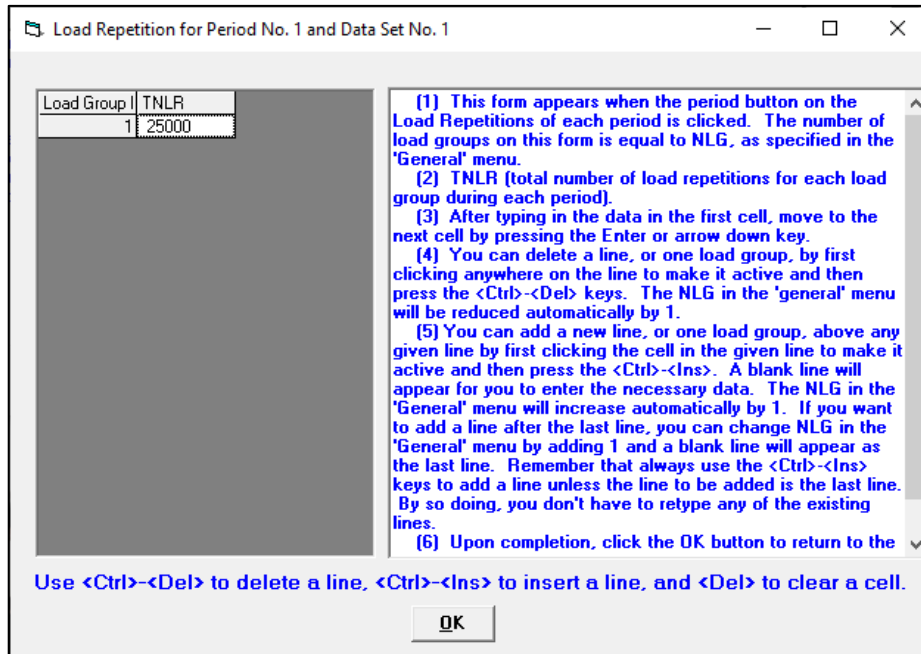 Load Repetition for Period No. 1 and Data Set No. 1
Load Group I TNLR
1 25000
(1) This form appears when the period button on the
Load Repetitions of each period is clicked. The number of
load groups on this form is equal to NLG, as specified in the
'General' menu.
(2) TNLR (total number of load repetitions for each load
group during each period).
(3) After typing in the data in the first cell, move to the
next cell by pressing the Enter or arrow down key.
(4) You can delete a line, or one load group, by first
clicking anywhere on the line to make it active and then
press the <Ctrl>-<Del> keys. The NLG in the 'general' menu
will be reduced automatically by 1.
(5) You can add a new line, or one load group, above any
given line by first clicking the cell in the given line to make it
active and then press the <Ctrl>-<Ins>. A blank line will
appear for you to enter the necessary data. The NLG in the
'General' menu will increase automatically by 1. If you want
to add a line after the last line, you can change NLG in the
'General' menu by adding 1 and a blank line will appear as
the last line. Remember that always use the <Ctrl>-<Ins>
keys to add a line unless the line to be added is the last line.
By so doing, you don't have to retype any of the existing
lines.
(6) Upon completion, click the OK button to return to the
Use <Ctrl>-<Del> to delete a line, <Ctrl>-<Ins> to insert a line, and <Del> to clear a cell.
OK